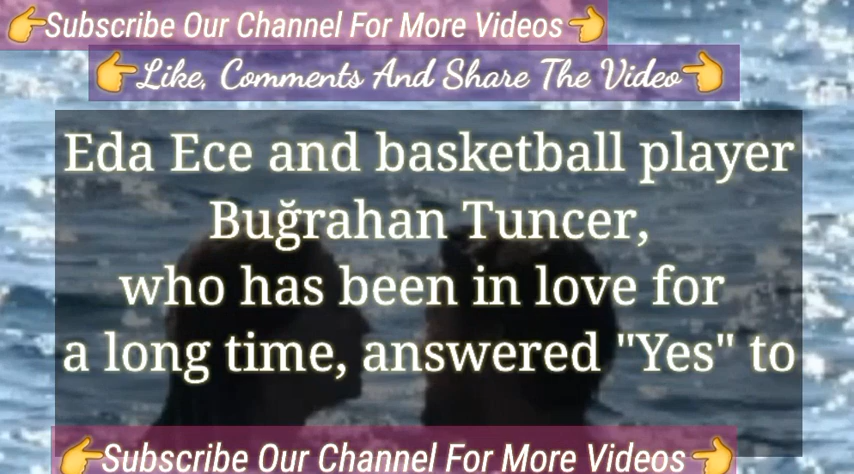 👉Subscribe Our Channel For More Videos👈
👉Like, Comments And Share The Video👈
Eda Ece and basketball player
Buğrahan Tuncer,
who has been in love for
a long time, answered "Yes" to
👉Subscribe Our Channel For More Videos👈